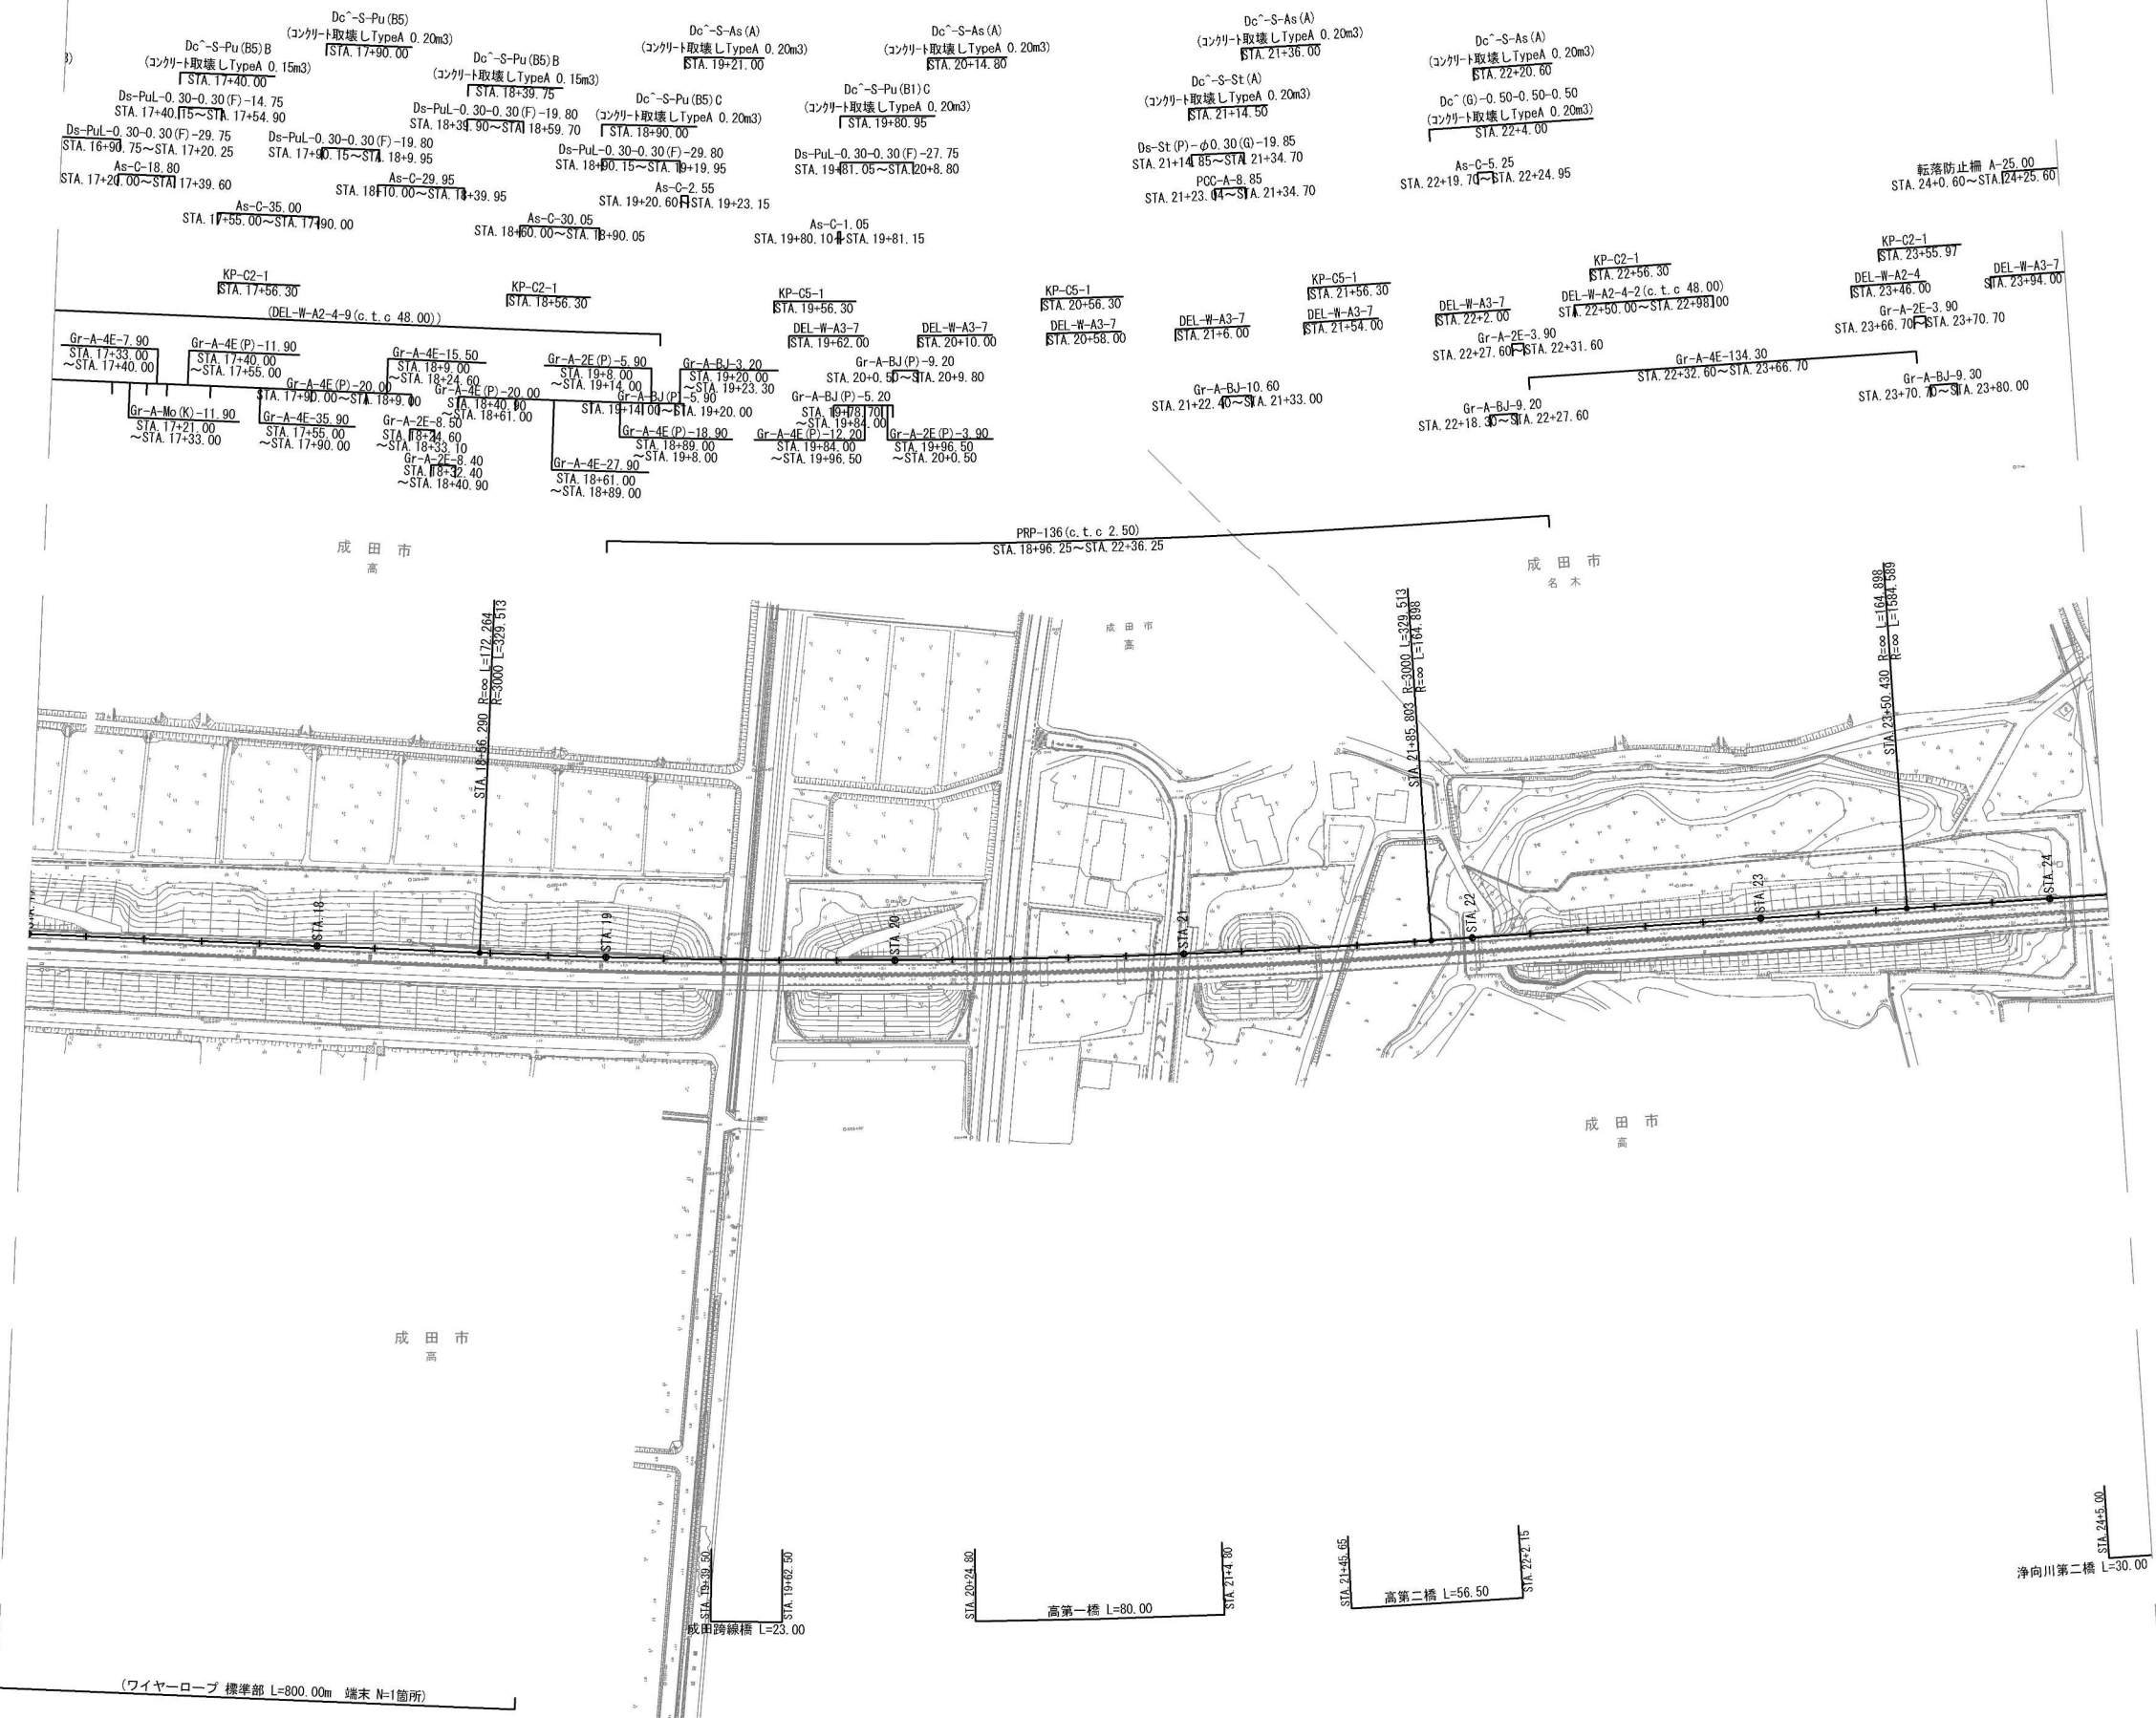 Dc^-S-Pu(B5)
(コンクリート取壊しTypeA 0.20m3)
STA. 17+90.00
Dc^-S-Pu(B5)B
(コンクリート取壊しTypeA 0.15m3)
STA. 17+40.00
Dc^-S-Pu(B5)B
(コンクリート取壊しTypeA 0.15m3)
STA. 18+39.75
Dc^-S-As(A)
(コンクリート取壊しTypeA 0.20m3)
STA. 19+21.00
Dc^-S-As(A)
(コンクリート取壊しTypeA 0.20m3)
STA. 20+14.80
Dc^-S-As(A)
(コンクリート取壊しTypeA 0.20m3)
STA. 21+36.00
Dc^-S-As(A)
(コンクリート取壊しTypeA 0.20m3)
STA. 22+20.60
Ds-PuL-0.30-0.30(F)-14.75
STA. 17+40.15～STA. 17+54.90
Ds-PuL-0.30-0.30(F)-19.80
STA. 18+39.90～STA. 18+59.70
Dc^-S-Pu(B5)C
(コンクリート取壊しTypeA 0.20m3)
STA. 18+90.00
Dc^-S-Pu(B1)C
(コンクリート取壊しTypeA 0.20m3)
STA. 19+80.95
Dc^-S-St(A)
(コンクリート取壊しTypeA 0.20m3)
STA. 21+14.50
Dc^(G)-0.50-0.50-0.50
(コンクリート取壊しTypeA 0.20m3)
STA. 22+4.00
Ds-PuL-0.30-0.30(F)-29.75
STA. 16+90.75～STA. 17+20.25
Ds-PuL-0.30-0.30(F)-19.80
STA. 17+90.15～STA. 18+9.95
Ds-PuL-0.30-0.30(F)-29.80
STA. 18+90.15～STA. 19+19.95
Ds-PuL-0.30-0.30(F)-27.75
STA. 19+81.05～STA. 20+8.80
Ds-St(P)-φ0.30(G)-19.85
STA. 21+14.85～STA. 21+34.70
As-C-18.80
STA. 17+20.00～STA. 17+39.60
As-C-29.95
STA. 18+10.00～STA. 18+39.95
As-C-2.55
STA. 19+20.60～STA. 19+23.15
PCC-A-8.85
STA. 21+23.04～STA. 21+34.70
As-C-5.25
STA. 22+19.70～STA. 22+24.95
転落防止柵 A-25.00
STA. 24+0.60～STA. 24+25.60
As-C-35.00
STA. 17+55.00～STA. 17+90.00
As-C-30.05
STA. 18+60.00～STA. 18+90.05
As-C-1.05
STA. 19+80.10～STA. 19+81.15
KP-C2-1
STA. 17+56.30
KP-C2-1
STA. 18+56.30
KP-C5-1
STA. 19+56.30
KP-C5-1
STA. 20+56.30
KP-C5-1
STA. 21+56.30
KP-C2-1
STA. 22+56.30
KP-C2-1
STA. 23+55.97
(DEL-W-A2-4-9(c.t.c 48.00))
DEL-W-A3-7
STA. 19+62.00
DEL-W-A3-7
STA. 20+10.00
DEL-W-A3-7
STA. 20+58.00
DEL-W-A3-7
STA. 21+6.00
DEL-W-A3-7
STA. 21+54.00
DEL-W-A3-7
STA. 22+2.00
DEL-W-A2-4-2(c.t.c 48.00)
STA. 22+50.00～STA. 22+98.00
DEL-W-A2-4
STA. 23+46.00
DEL-W-A3-7
STA. 23+94.00
Gr-A-4E-7.90
STA. 17+33.00
～STA. 17+40.00
Gr-A-4E(P)-11.90
STA. 17+40.00
～STA. 17+55.00
Gr-A-4E-15.50
STA. 18+9.00
～STA. 18+24.60
Gr-A-2E(P)-5.90
STA. 19+8.00
～STA. 19+14.00
Gr-A-BJ-3.20
STA. 19+20.00
～STA. 19+23.30
Gr-A-BJ(P)-9.20
STA. 20+0.50～STA. 20+9.80
Gr-A-2E-3.90
STA. 22+27.60～STA. 22+31.60
Gr-A-2E-3.90
STA. 23+66.70～STA. 23+70.70
Gr-A-4E-134.30
STA. 22+32.60～STA. 23+66.70
Gr-A-4E(P)-20.00
STA. 17+90.00～STA. 18+9.00
Gr-A-4E(P)-20.00
STA. 18+40.90
～STA. 18+61.00
Gr-A-BJ(P)-5.90
STA. 19+14.00～STA. 19+20.00
Gr-A-BJ(P)-5.20
STA. 19+78.70
～STA. 19+84.00
Gr-A-BJ-10.60
STA. 21+22.40～STA. 21+33.00
Gr-A-BJ-9.20
STA. 22+18.30～STA. 22+27.60
Gr-A-BJ-9.30
STA. 23+70.70～STA. 23+80.00
Gr-A-Mo(K)-11.90
STA. 17+21.00
～STA. 17+33.00
Gr-A-4E-35.90
STA. 17+55.00
～STA. 17+90.00
Gr-A-2E-8.50
STA. 18+24.60
～STA. 18+33.10
Gr-A-2E-8.40
STA. 18+32.40
～STA. 18+40.90
Gr-A-4E(P)-18.90
STA. 18+89.00
～STA. 19+8.00
Gr-A-4E-27.90
STA. 18+61.00
～STA. 18+89.00
Gr-A-4E(P)-12.20
STA. 19+84.00
～STA. 19+96.50
Gr-A-2E(P)-3.90
STA. 19+96.50
～STA. 20+0.50
PRP-136(c.t.c 2.50)
STA. 18+96.25～STA. 22+36.25
成田市
高
成田市
名木
成田市
高
STA. 18+56.290 R=∞ L=172.264
R=3000 L=329.513
STA. 21+85.803 R=3000 L=329.513
R=∞ L=164.898
STA. 23+50.430 R=∞ L=164.898
R=∞ L=1584.589
STA. 18
STA. 19
STA. 20
STA. 21
STA. 22
STA. 23
STA. 24
成田市
高
成田市
高
STA. 19+39.50
STA. 19+62.50
成田跨線橋 L=23.00
STA. 20+24.80
STA. 21+4.80
高第一橋 L=80.00
STA. 21+45.65
STA. 22+2.15
高第二橋 L=56.50
STA. 24+5.00
浄向川第二橋 L=30.00
(ワイヤーロープ 標準部 L=800.00m 端末 N=1箇所)